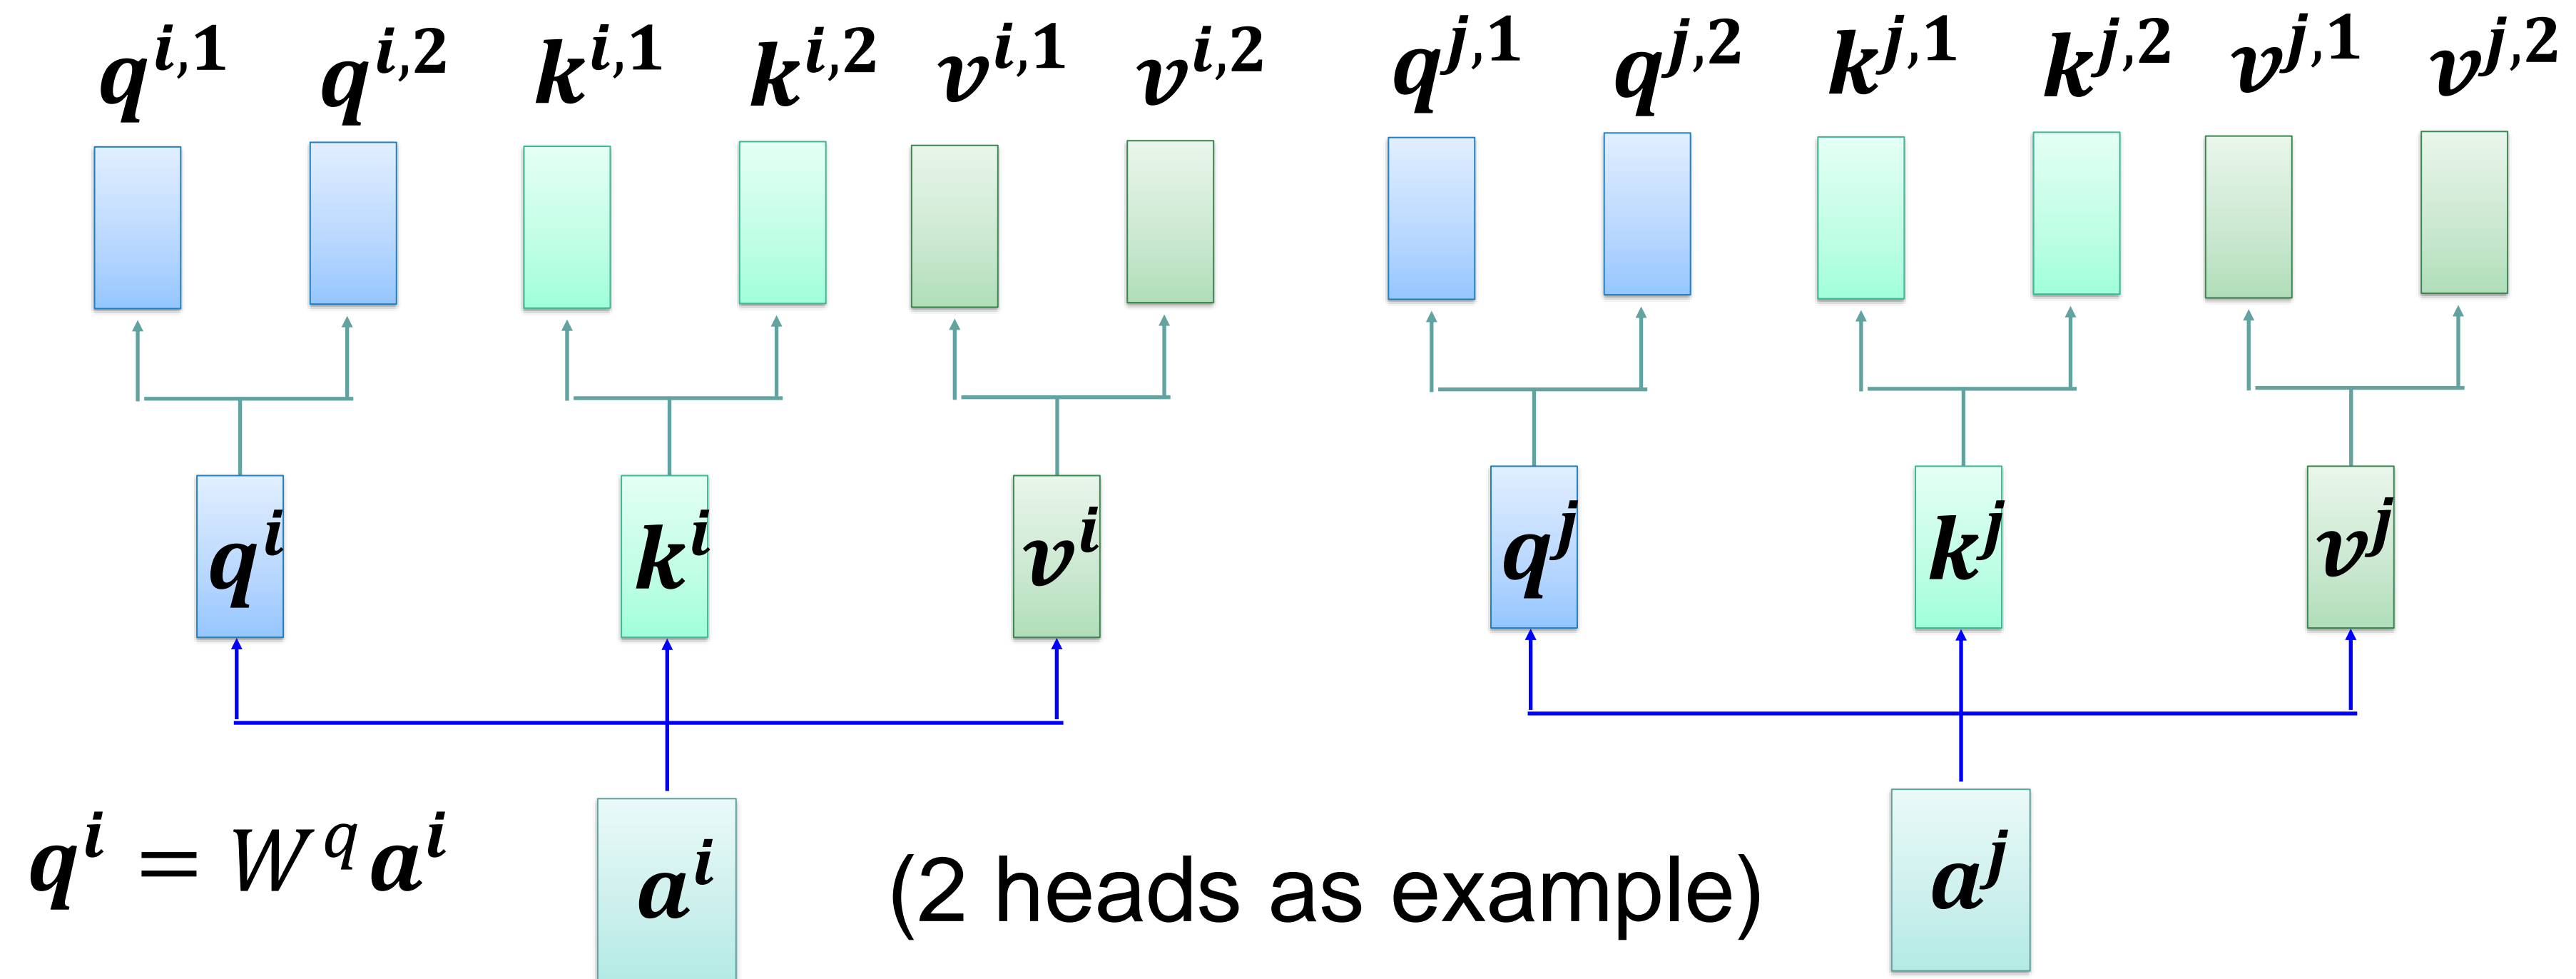 q^{i,1} q^{i,2} k^{i,1} k^{i,2} v^{i,1} v^{i,2} q^{j,1} q^{j,2} k^{j,1} k^{j,2} v^{j,1} v^{j,2}
q^i k^i v^i q^j k^j v^j
q^i = W^q a^i
a^i
(2 heads as example)
a^j